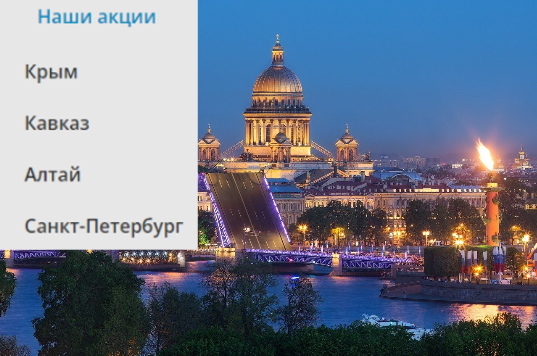 Наши акции
Крым
Кавказ
Алтай
Санкт-Петербург